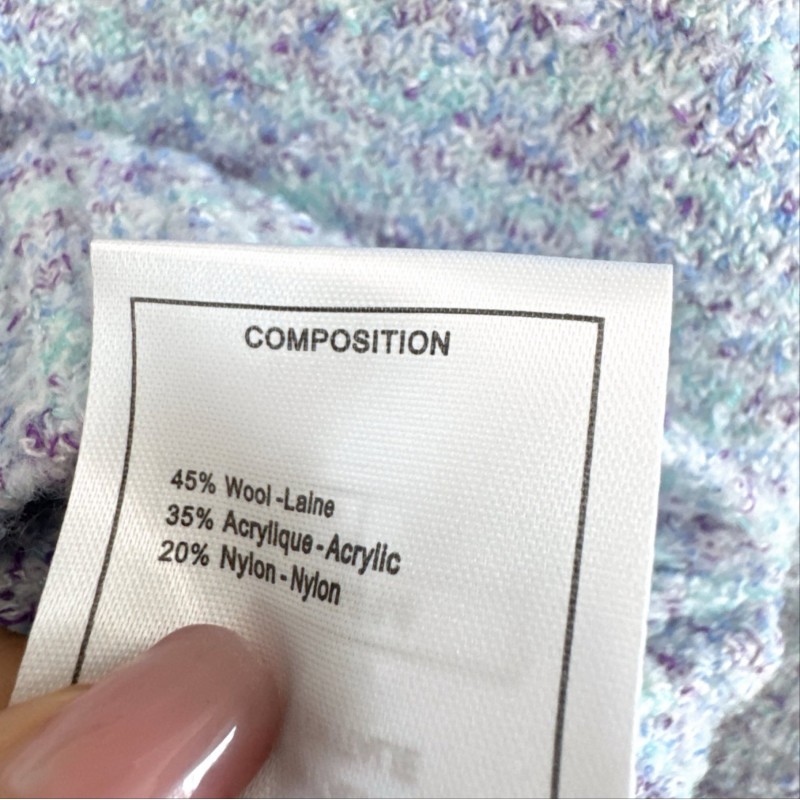 COMPOSITION
45% Wool-Laine
35% Acrylique-Acrylic
20% Nylon-Nylon